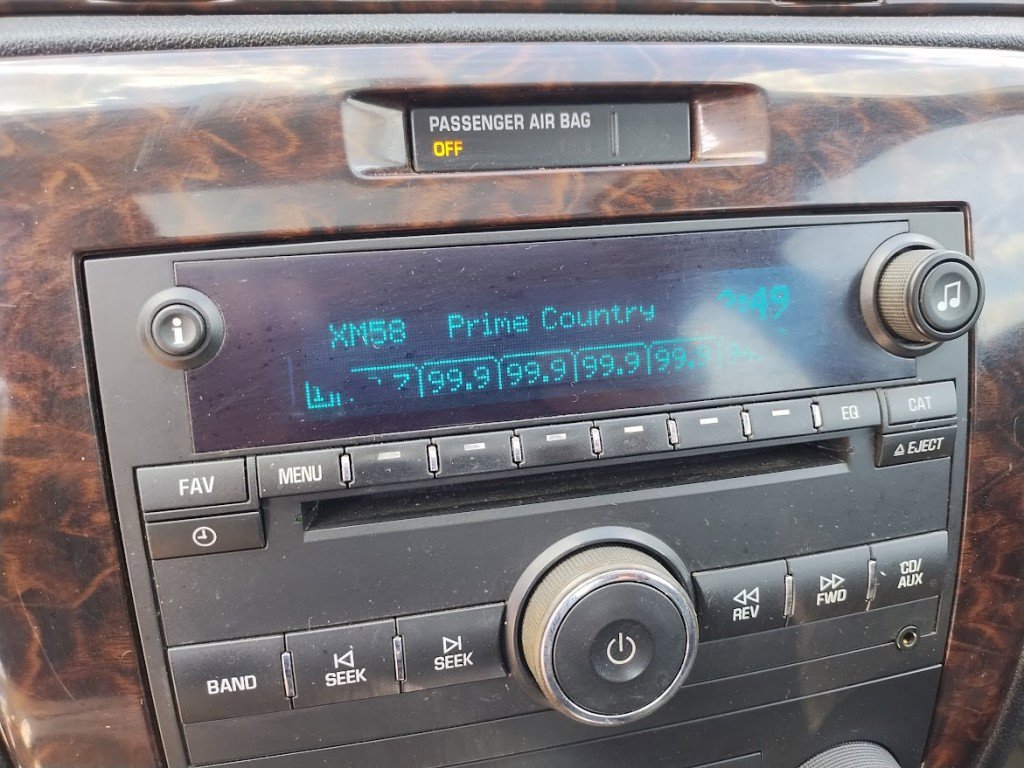 PASSENGER AIR BAG
OFF
XM58 Prime Country
99.9 99.9 99.9
i
MENU
EQ
CAT
EJECT
FAV
REV
FWD
CD/
AUX
BAND
SEEK
SEEK